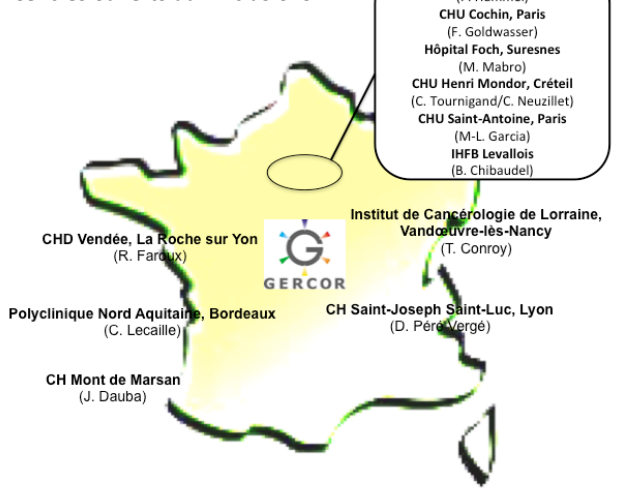 CHU Cochin, Paris
(F. Goldwasser)
Hôpital Foch, Suresnes
(M. Mabro)
CHU Henri Mondor, Créteil
(C. Tournigand/C. Neuzillet)
CHU Saint-Antoine, Paris
(M-L. Garcia)
IHFB Levallois
(B. Chibaudel)
Institut de Cancérologie de Lorraine,
Vandœuvre-lès-Nancy
(T. Conroy)
CHD Vendée, La Roche sur Yon
(R. Faroux)
GERCOR
Polyclinique Nord Aquitaine, Bordeaux
(C. Lecaille)
CH Saint-Joseph Saint-Luc, Lyon
(D. Péré Vergé)
CH Mont de Marsan
(J. Dauba)